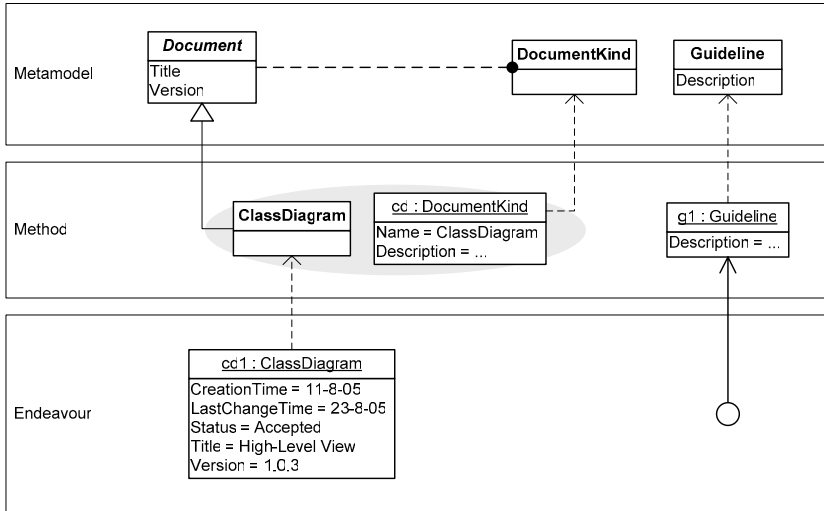 Metamodel
Document
Title
Version
DocumentKind
Guideline
Description
Method
ClassDiagram
cd : DocumentKind
Name = ClassDiagram
Description = ...
g1 : Guideline
Description = ...
Endeavour
cd1 : ClassDiagram
CreationTime = 11-8-05
LastChangeTime = 23-8-05
Status = Accepted
Title = High-Level View
Version = 1.0.3